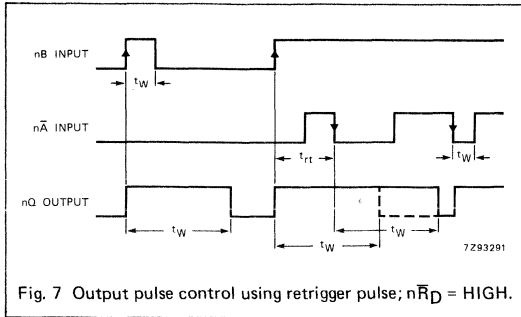 nB INPUT
tW
nA̅ INPUT
trt
tW
nQ OUTPUT
tW
tW
tW
7Z93291
Fig. 7 Output pulse control using retrigger pulse; nR̅D = HIGH.